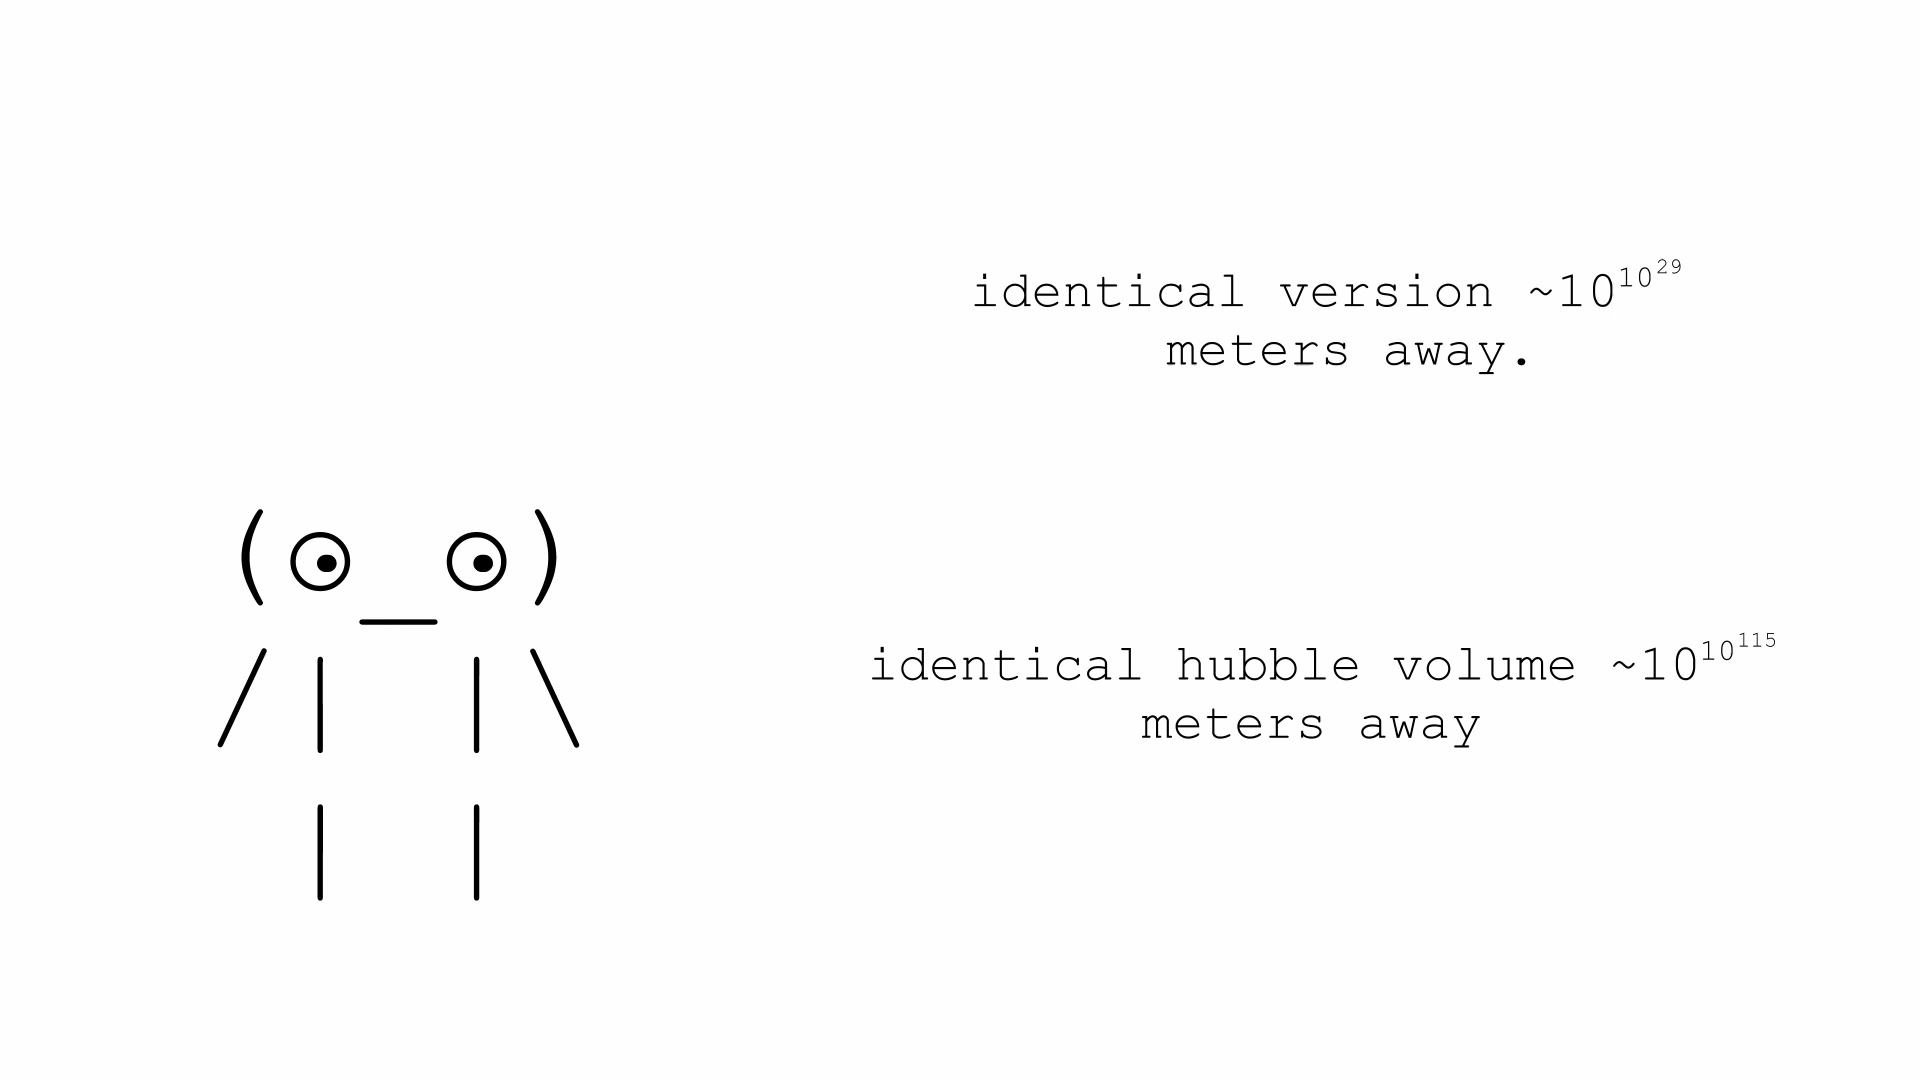 identical version ~10^10^29
meters away.
identical hubble volume ~10^10^115
meters away